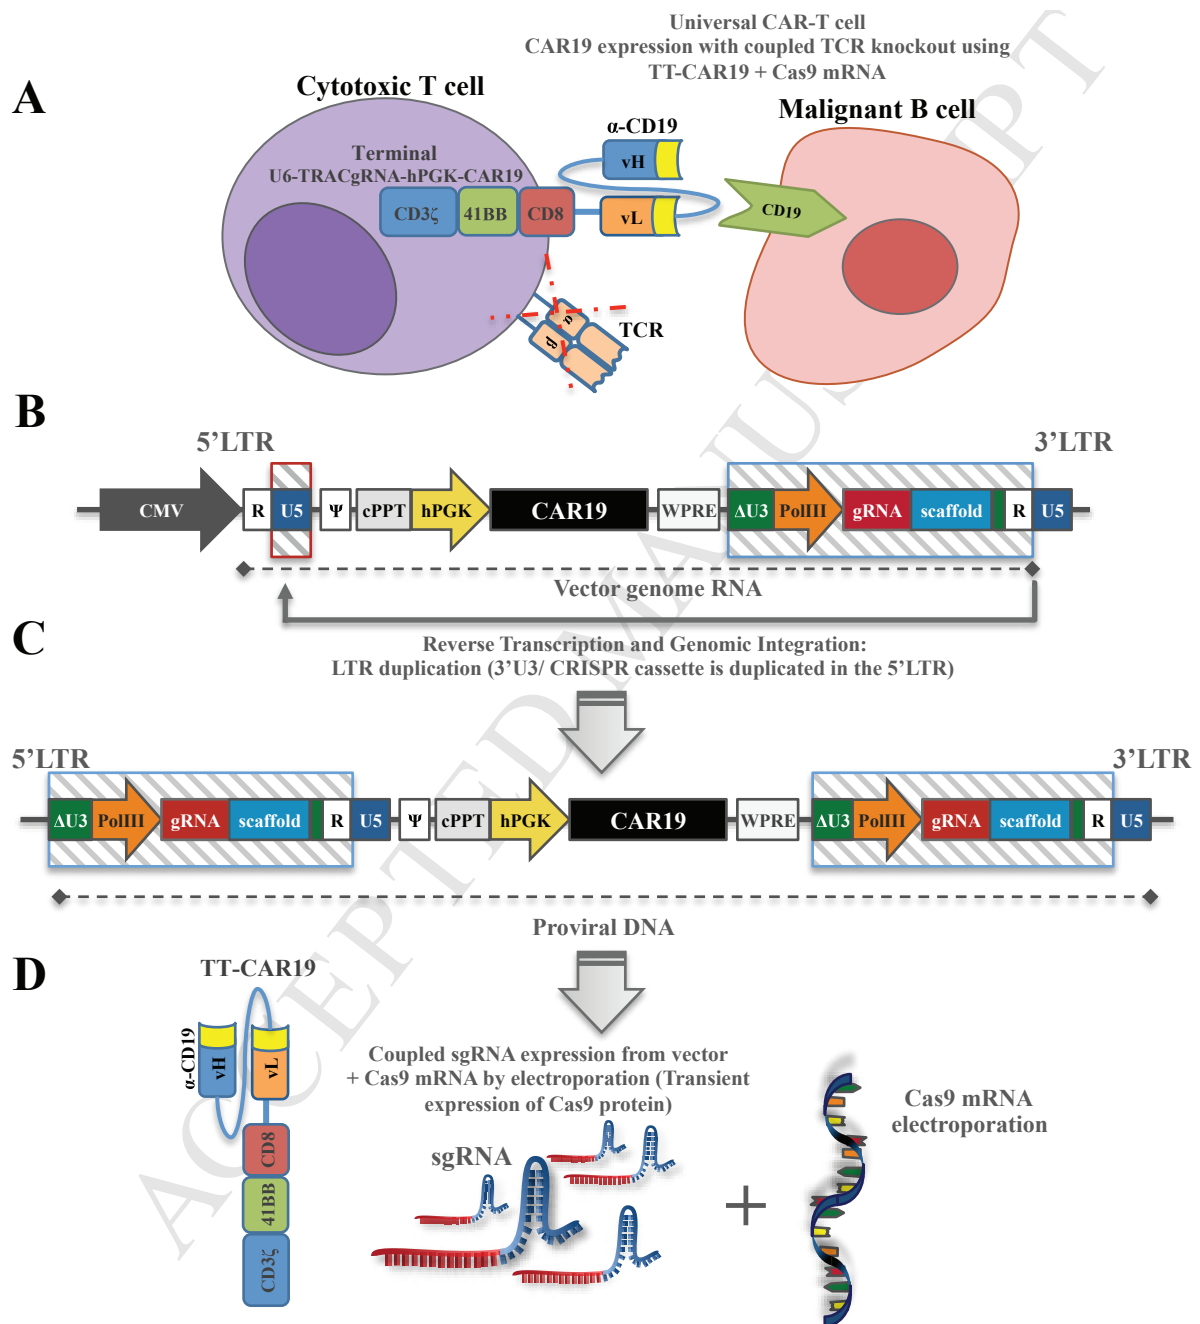 Universal CAR-T cell
CAR19 expression with coupled TCR knockout using
TT-CAR19 + Cas9 mRNA
A
Cytotoxic T cell
Malignant B cell
α-CD19
vH
Terminal
U6-TRACgRNA-hPGK-CAR19
CD3ζ 41BB CD8 vL CD19
α
β
TCR
B
5'LTR 3'LTR
CMV R U5 Ψ cPPT hPGK CAR19 WPRE ΔU3 PolIII gRNA scaffold R U5
Vector genome RNA
C
Reverse Transcription and Genomic Integration:
LTR duplication (3'U3/ CRISPR cassette is duplicated in the 5'LTR)
5'LTR 3'LTR
ΔU3 PolIII gRNA scaffold R U5 Ψ cPPT hPGK CAR19 WPRE ΔU3 PolIII gRNA scaffold R U5
Proviral DNA
D
TT-CAR19
α-CD19
vH vL
CD8
41BB
CD3ζ
Coupled sgRNA expression from vector
+ Cas9 mRNA by electroporation (Transient
expression of Cas9 protein)
sgRNA
+
Cas9 mRNA
electroporation
ACCEPTED MANUSCRIPT